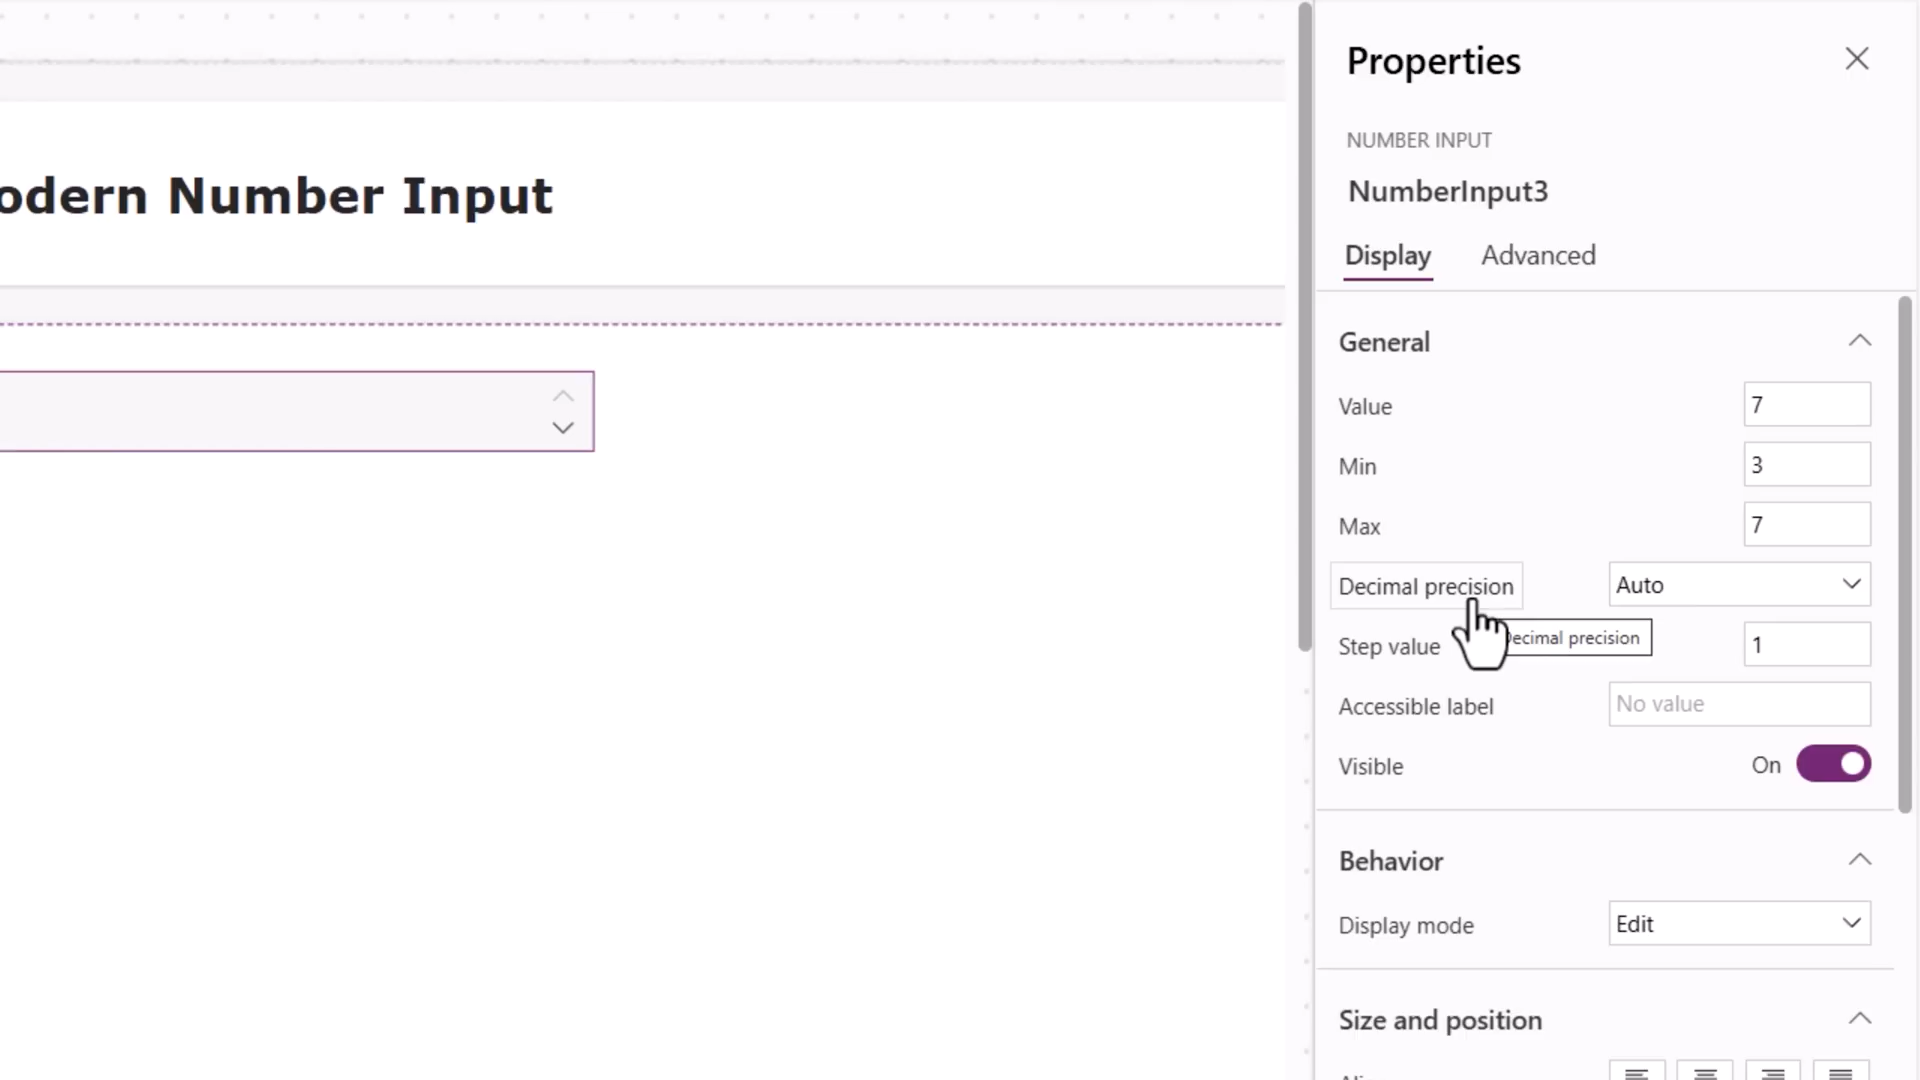 Properties
NUMBER INPUT
odern Number Input
NumberInput3
Display Advanced
General
Value 7
Min 3
Max 7
Decimal precision Auto
ecimal precision
Step value 1
Accessible label No value
Visible On
Behavior
Display mode Edit
Size and position